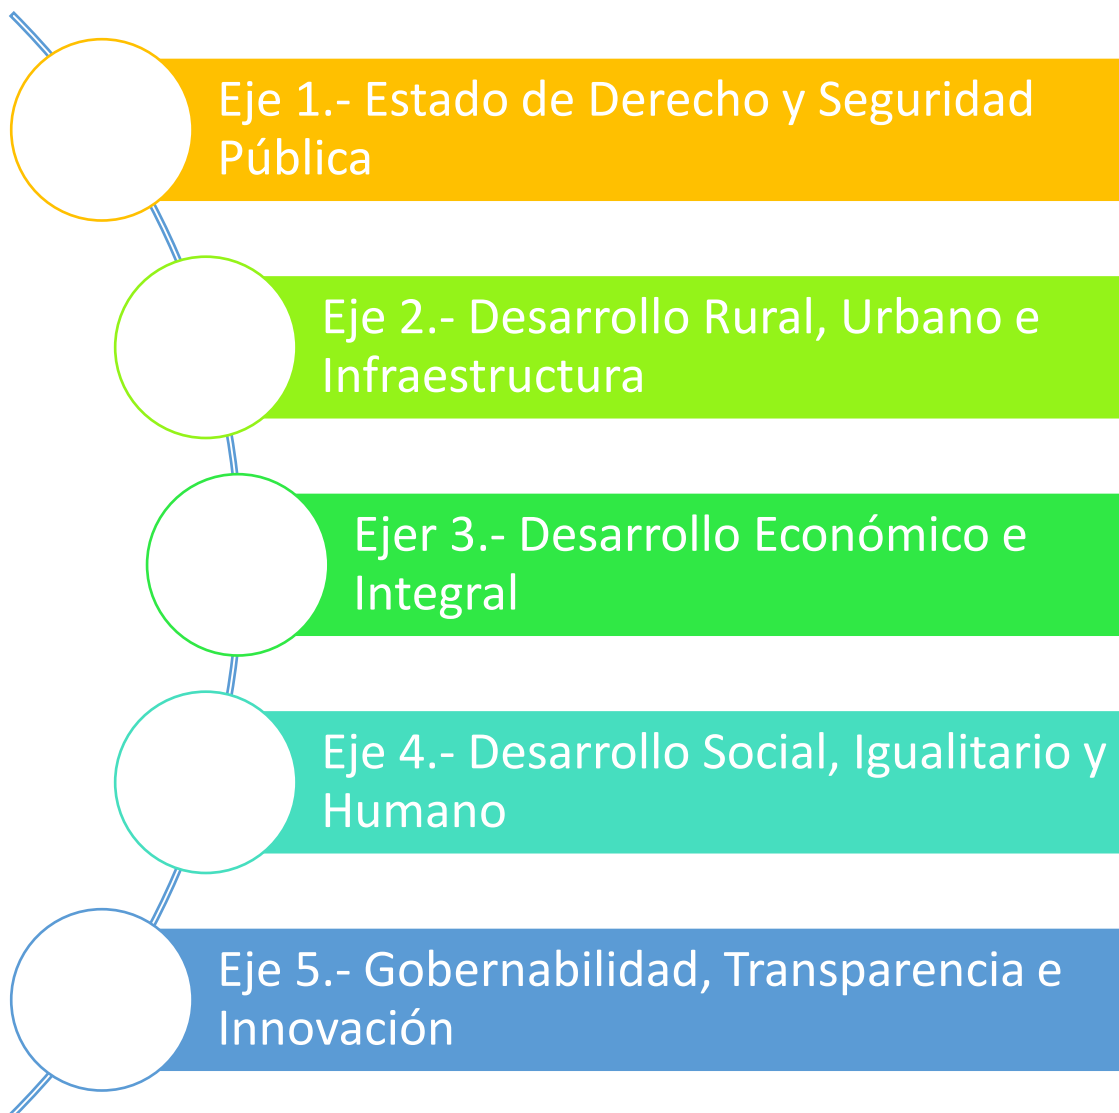 Eje 1.- Estado de Derecho y Seguridad
Pública
Eje 2.- Desarrollo Rural, Urbano e
Infraestructura
Ejer 3.- Desarrollo Económico e
Integral
Eje 4.- Desarrollo Social, Igualitario y
Humano
Eje 5.- Gobernabilidad, Transparencia e
Innovación